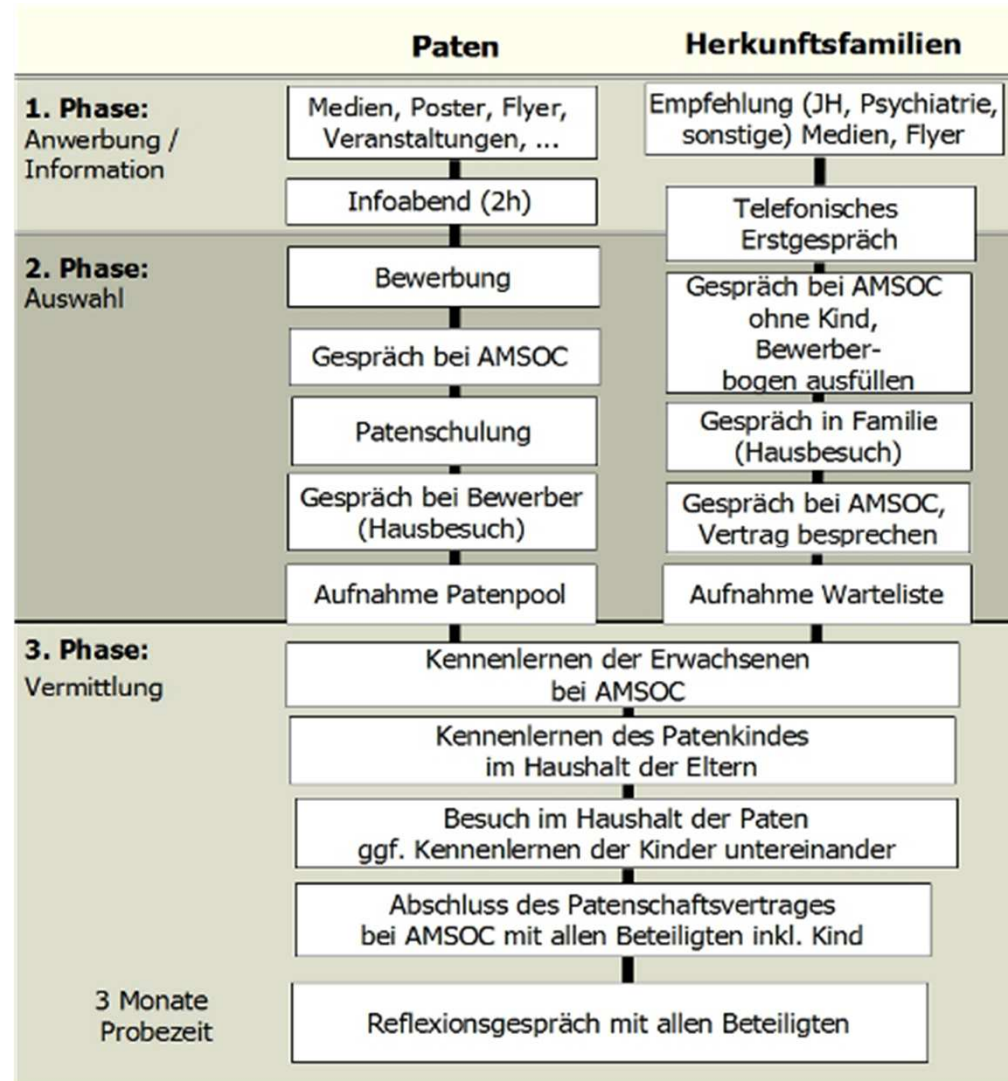 Paten
Herkunftsfamilien
1. Phase:
Anwerbung /
Information
Medien, Poster, Flyer,
Veranstaltungen, ...
Infoabend (2h)
Empfehlung (JH, Psychiatrie,
sonstige) Medien, Flyer
Telefonisches
Erstgespräch
2. Phase:
Auswahl
Bewerbung
Gespräch bei AMSOC
Patenschulung
Gespräch bei Bewerber
(Hausbesuch)
Aufnahme Patenpool
Gespräch bei AMSOC
ohne Kind,
Bewerber-
bogen ausfüllen
Gespräch in Familie
(Hausbesuch)
Gespräch bei AMSOC,
Vertrag besprechen
Aufnahme Warteliste
3. Phase:
Vermittlung
Kennenlernen der Erwachsenen
bei AMSOC
Kennenlernen des Patenkindes
im Haushalt der Eltern
Besuch im Haushalt der Paten
ggf. Kennenlernen der Kinder untereinander
Abschluss des Patenschaftsvertrages
bei AMSOC mit allen Beteiligten inkl. Kind
3 Monate
Probezeit
Reflexionsgespräch mit allen Beteiligten